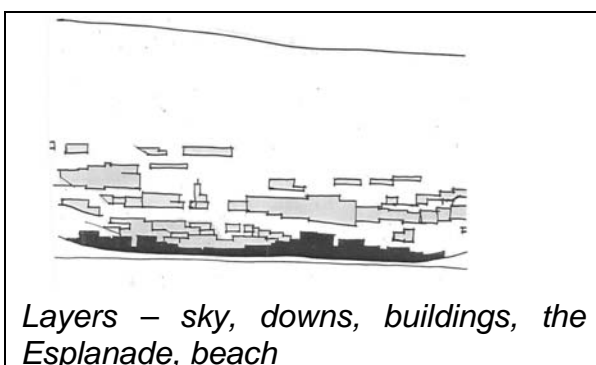 Layers – sky, downs, buildings, the
Esplanade, beach